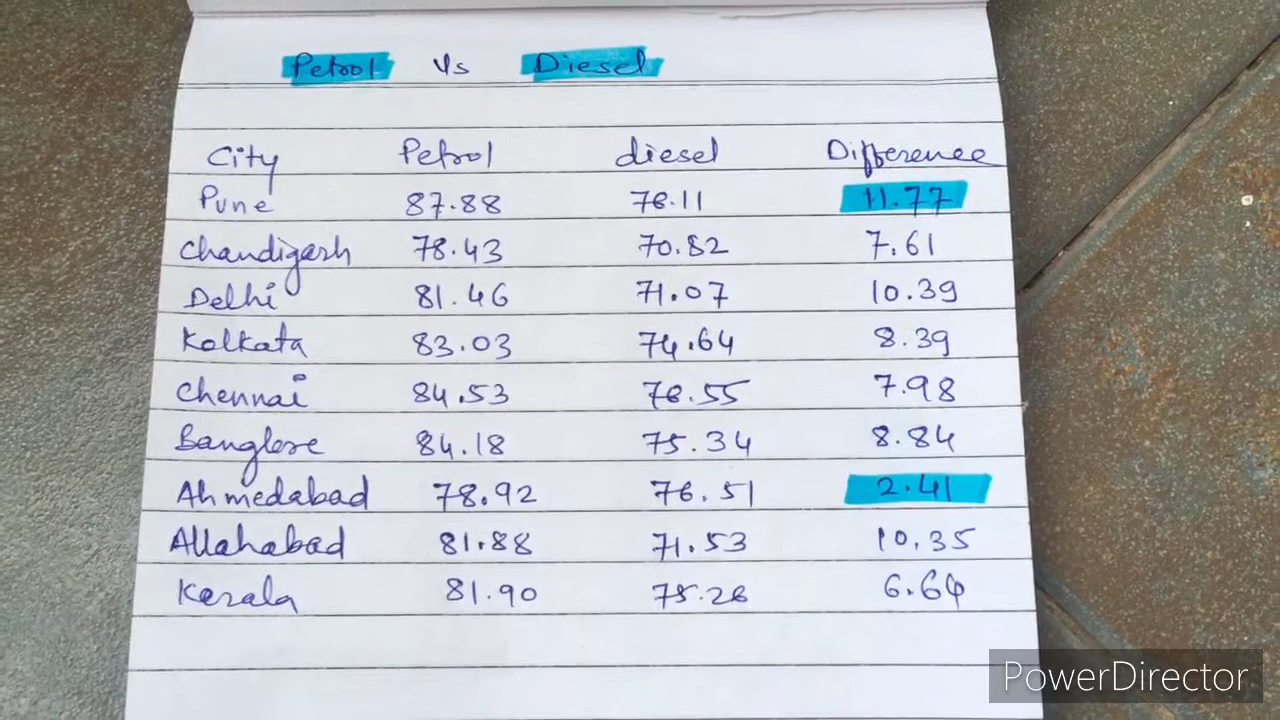 Petrol Vs Diesel
City Petrol diesel Difference
Pune 87.88 76.11 11.77
Chandigarh 78.43 70.82 7.61
Delhi 81.46 71.07 10.39
Kolkata 83.03 74.64 8.39
Chennai 84.53 76.55 7.98
Banglore 84.18 75.34 8.84
Ahmedabad 78.92 76.51 2.41
Allahabad 81.88 71.53 10.35
Kerala 81.90 75.26 6.64
PowerDirector